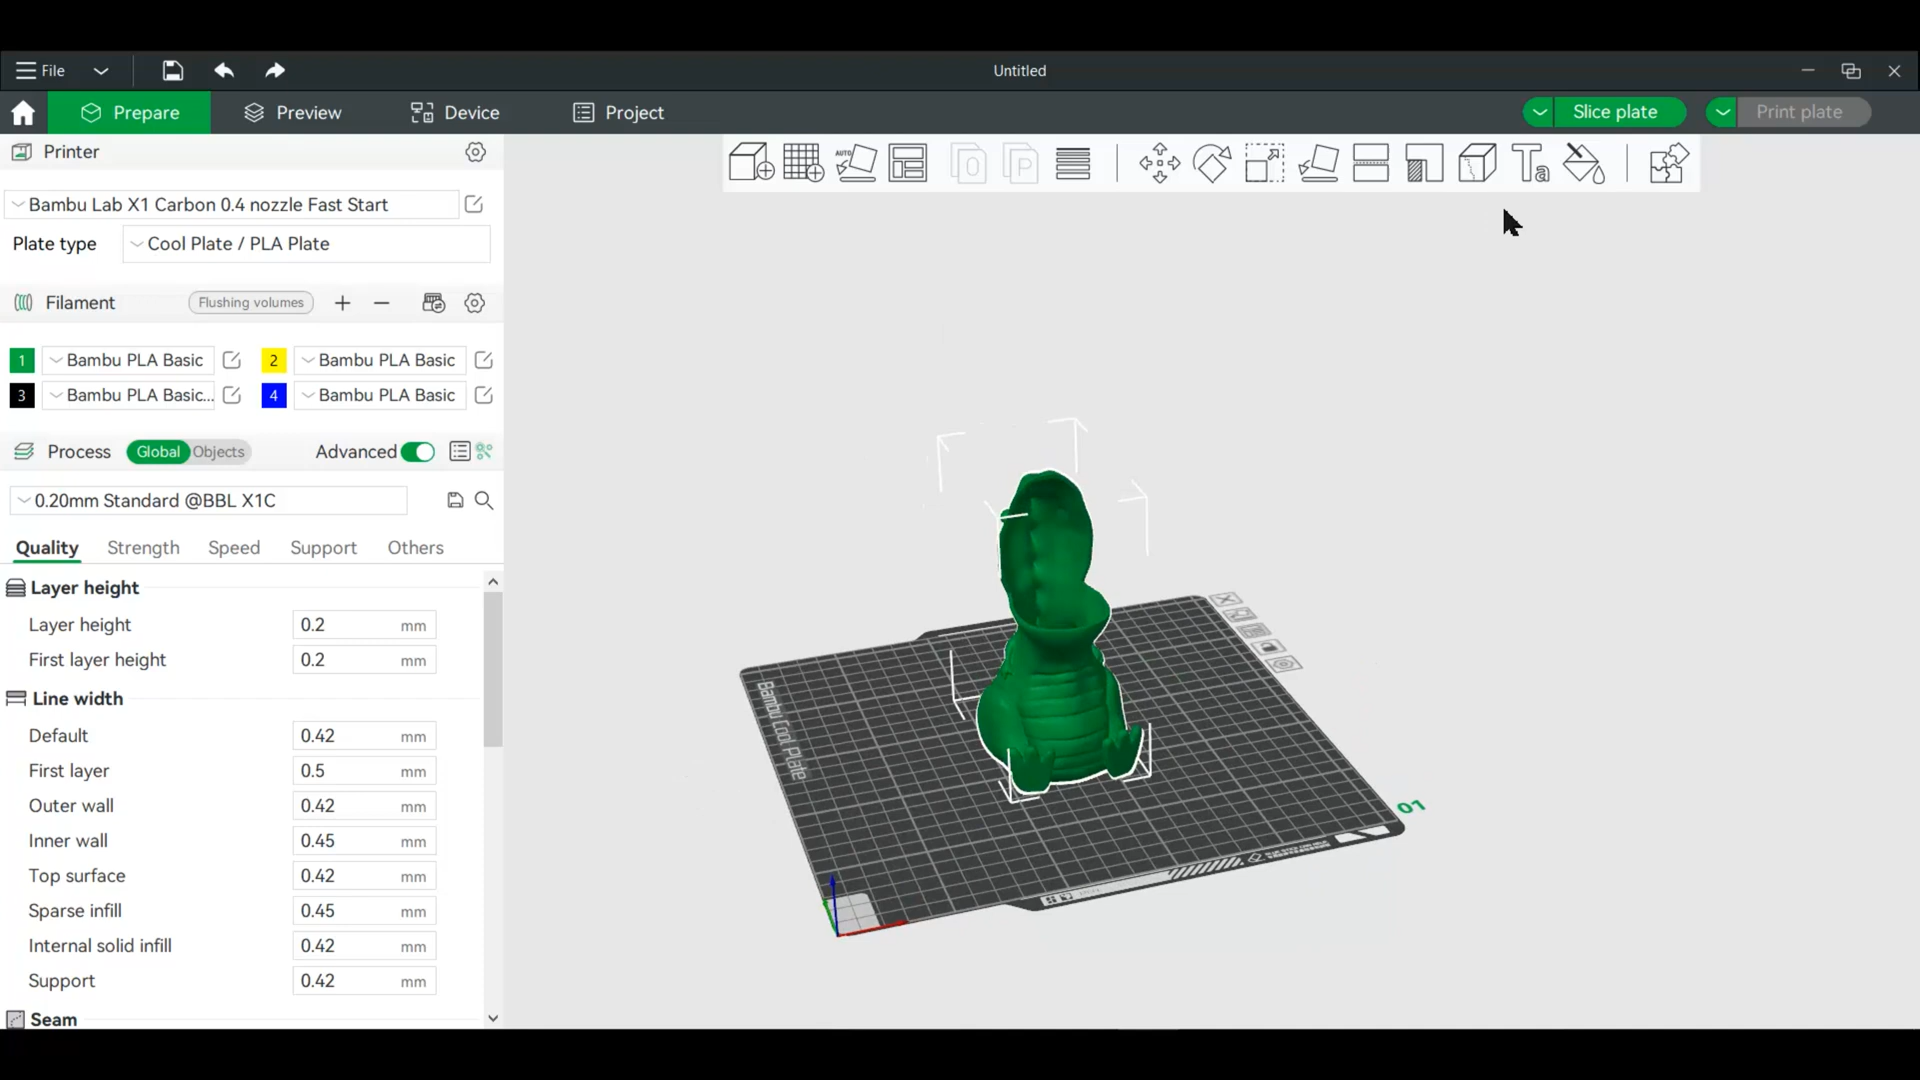 File
Untitled
Prepare
Preview
Device
Project
Slice plate
Print plate
Printer
Bambu Lab X1 Carbon 0.4 nozzle Fast Start
Plate type
Cool Plate / PLA Plate
Filament
Flushing volumes
1 Bambu PLA Basic
2 Bambu PLA Basic
3 Bambu PLA Basic...
4 Bambu PLA Basic
Process
Global
Objects
Advanced
0.20mm Standard @BBL X1C
Quality
Strength
Speed
Support
Others
Layer height
Layer height 0.2 mm
First layer height 0.2 mm
Line width
Default 0.42 mm
First layer 0.5 mm
Outer wall 0.42 mm
Inner wall 0.45 mm
Top surface 0.42 mm
Sparse infill 0.45 mm
Internal solid infill 0.42 mm
Support 0.42 mm
Seam
AUTO
O
P
Ta
Bambu Cool Plate
01